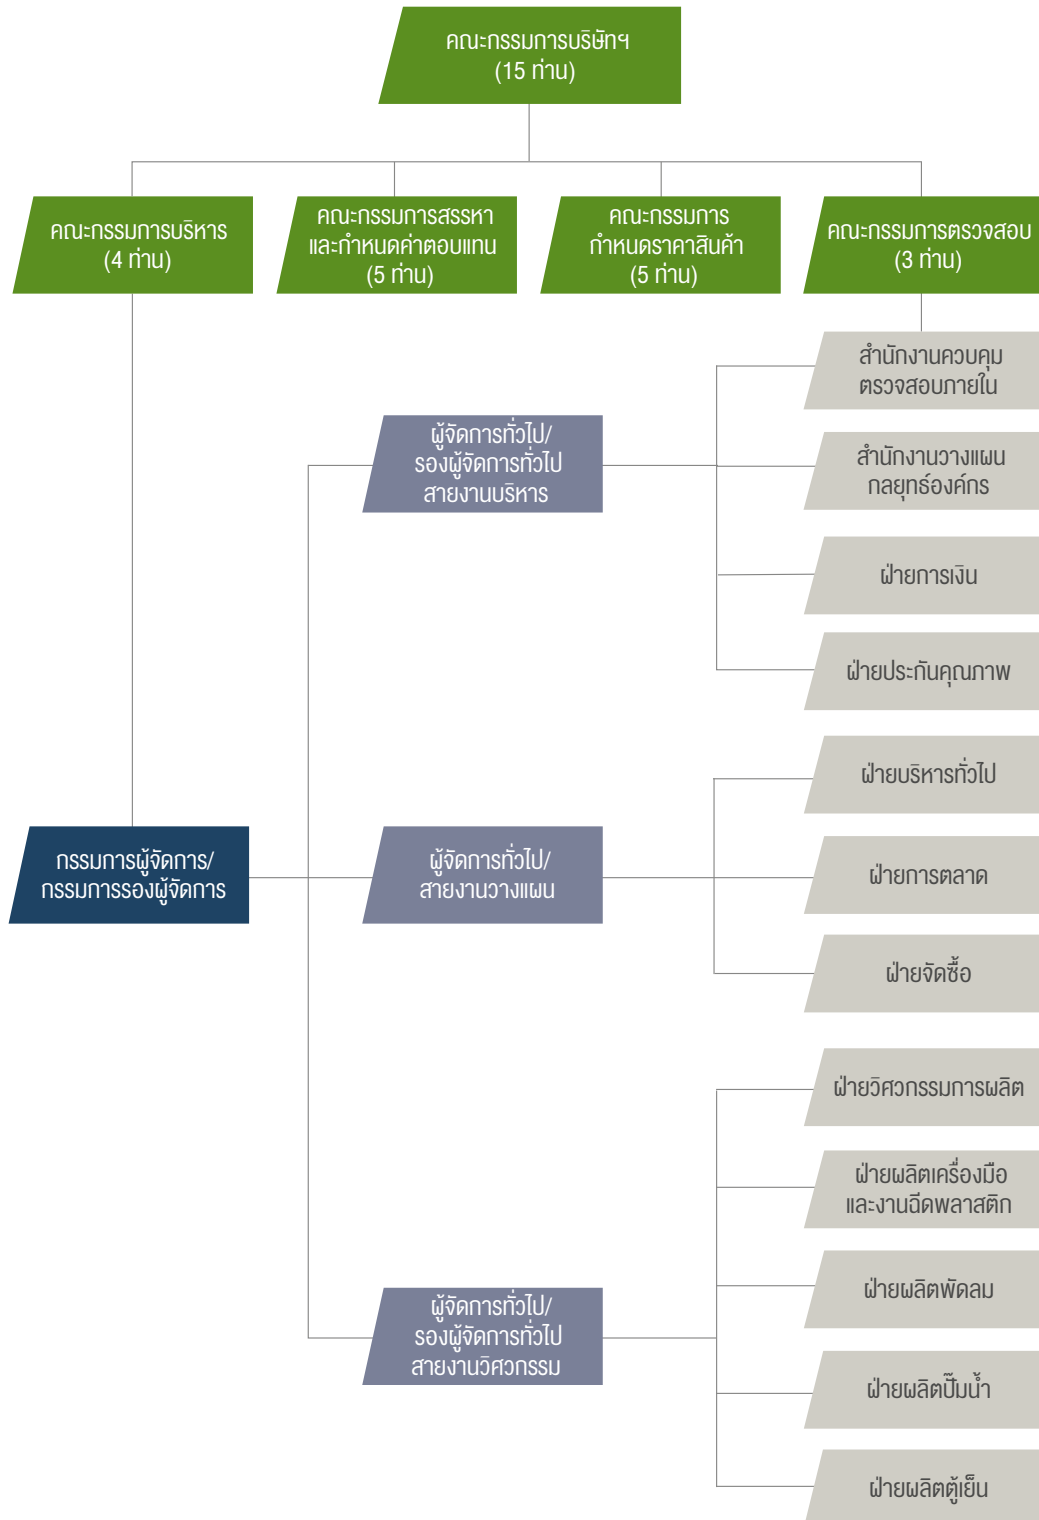 คณะกรรมการบริษัทฯ
(15 ท่าน)
คณะกรรมการบริหาร
(4 ท่าน)
คณะกรรมการสรรหา
และกำหนดค่าตอบแทน
(5 ท่าน)
คณะกรรมการ
กำหนดราคาสินค้า
(5 ท่าน)
คณะกรรมการตรวจสอบ
(3 ท่าน)
สำนักงานควบคุม
ตรวจสอบภายใน
ผู้จัดการทั่วไป/
รองผู้จัดการทั่วไป
สายงานบริหาร
สำนักงานวางแผน
กลยุทธ์องค์กร
ฝ่ายการเงิน
ฝ่ายประกันคุณภาพ
ฝ่ายบริหารทั่วไป
กรรมการผู้จัดการ/
กรรมการรองผู้จัดการ
ผู้จัดการทั่วไป/
สายงานวางแผน
ฝ่ายการตลาด
ฝ่ายจัดซื้อ
ฝ่ายวิศวกรรมการผลิต
ฝ่ายผลิตเครื่องมือ
และงานฉีดพลาสติก
ฝ่ายผลิตพัดลม
ผู้จัดการทั่วไป/
รองผู้จัดการทั่วไป
สายงานวิศวกรรม
ฝ่ายผลิตปั๊มน้ำ
ฝ่ายผลิตตู้เย็น